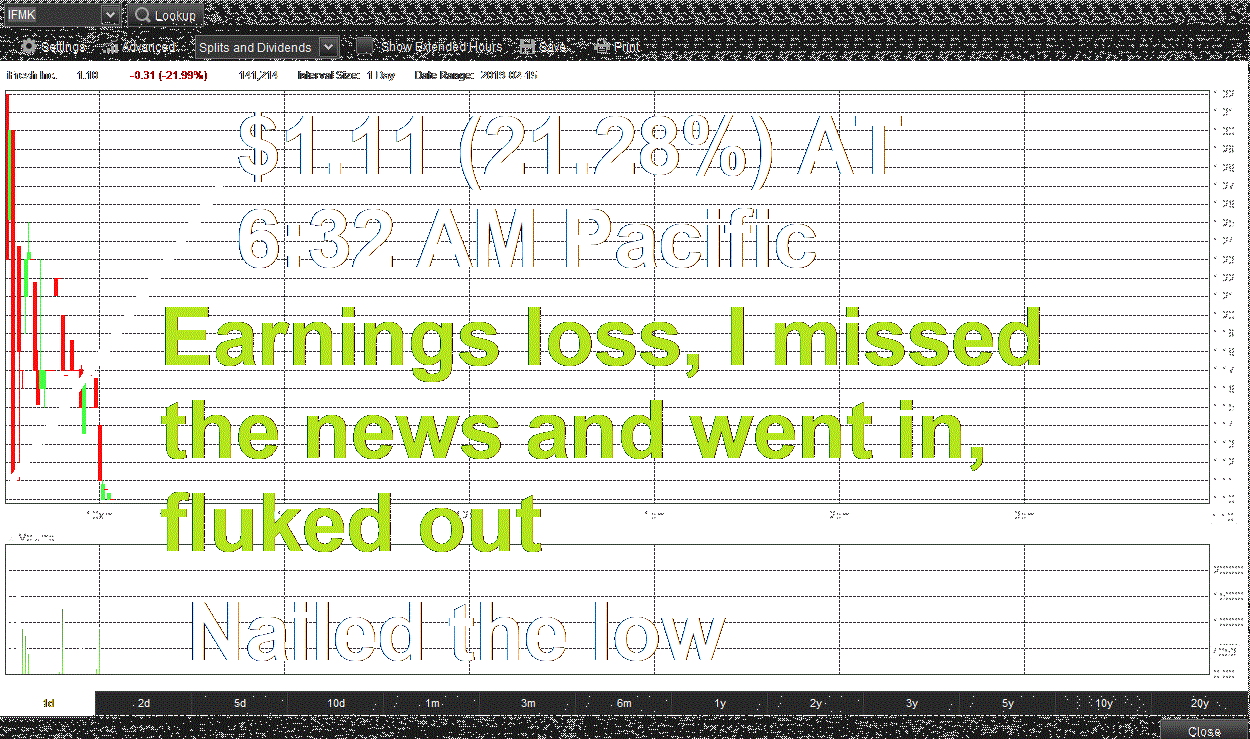 IFMK
Lookup
Settings Advanced Splits and Dividends Show Extended Hours Save Print
iFresh Inc. 1.10 -0.31 (-21.99%) 141,214 Interval Size: 1 Day Date Range: 2019-02-15
$1.11 (21.28%) AT
6:32 AM Pacific
Earnings loss, I missed
the news and went in,
fluked out
Nailed the low
1d 2d 5d 10d 1m 3m 6m 1y 2y 3y 5y 10y 20y
Close